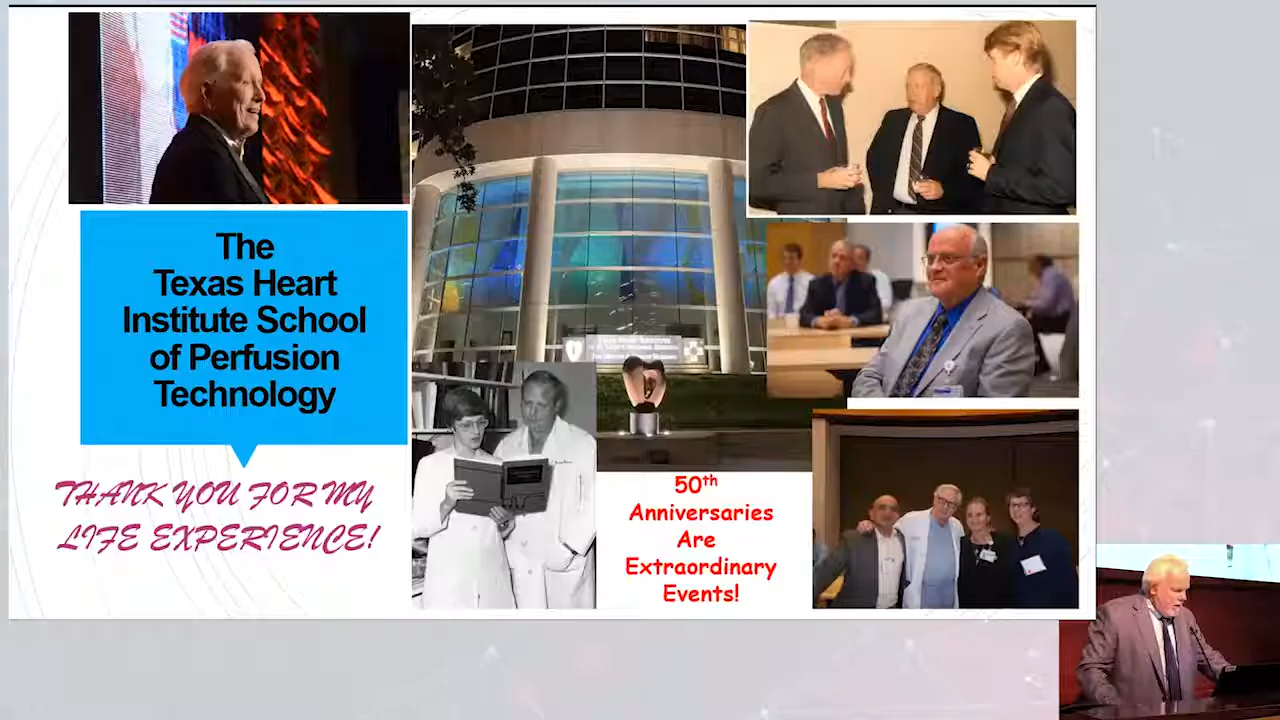 The
Texas Heart
Institute School
of Perfusion
Technology
THANK YOU FOR MY
LIFE EXPERIENCE!
50th
Anniversaries
Are
Extraordinary
Events!